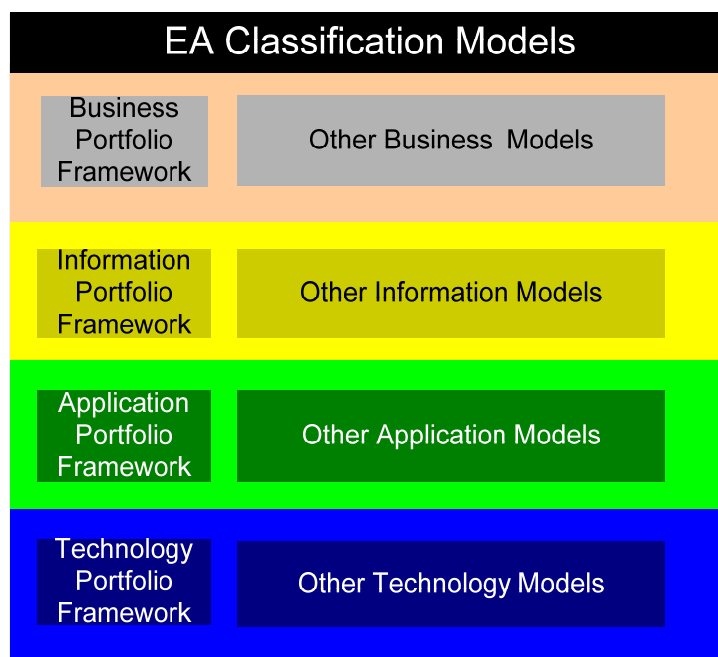 EA Classification Models
Business
Portfolio
Framework
Other Business  Models
Information
Portfolio
Framework
Other Information Models
Application
Portfolio
Framework
Other Application Models
Technology
Portfolio
Framework
Other Technology Models